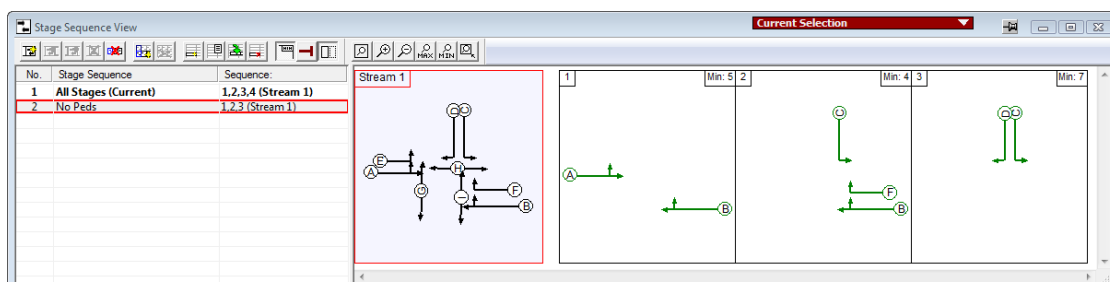 Stage Sequence View
Current Selection
MAX MIN
No. Stage Sequence Sequence:
1 All Stages (Current) 1,2,3,4 (Stream 1)
2 No Peds 1,2,3 (Stream 1)
Stream 1
D C
E
A
H
G
I
F
B
1 Min: 5
A
B
2 Min: 4
C
F
B
3 Min: 7
D C